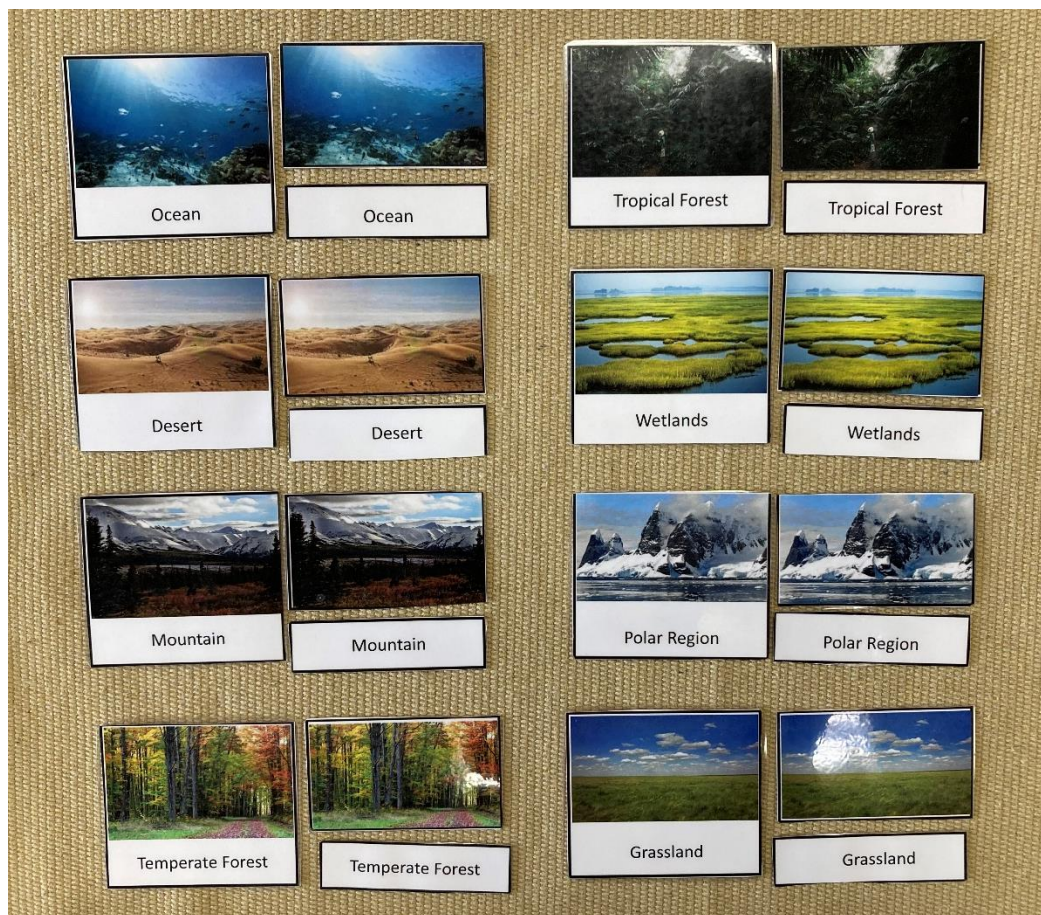 Ocean
Ocean
Tropical Forest
Tropical Forest
Desert
Desert
Wetlands
Wetlands
Mountain
Mountain
Polar Region
Polar Region
Temperate Forest
Temperate Forest
Grassland
Grassland